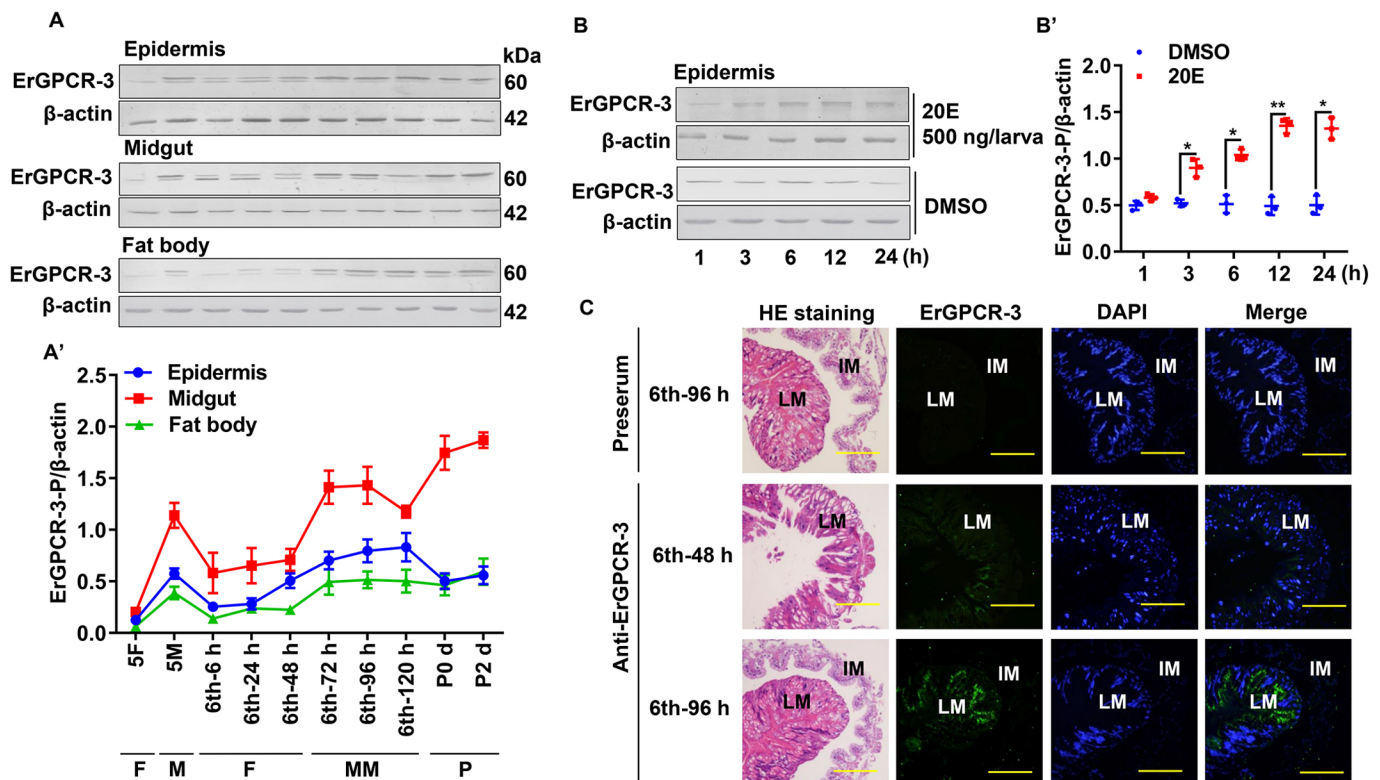 A
Epidermis
kDa
ErGPCR-3
60
β-actin
42
Midgut
ErGPCR-3
60
β-actin
42
Fat body
ErGPCR-3
60
β-actin
42
A'
ErGPCR-3-P/β-actin
2.5
2.0
1.5
1.0
0.5
0.0
Epidermis
Midgut
Fat body
5F
5M
6th-6 h
6th-24 h
6th-48 h
6th-72 h
6th-96 h
6th-120 h
P0 d
P2 d
F M F MM P
B
Epidermis
ErGPCR-3
20E
β-actin
500 ng/larva
ErGPCR-3
DMSO
β-actin
1 3 6 12 24 (h)
B'
DMSO
20E
ErGPCR-3-P/β-actin
2.0
1.5
1.0
0.5
0.0
* * ** *
1 3 6 12 24 (h)
C
HE staining ErGPCR-3 DAPI Merge
Preserum
6th-96 h
IM LM
LM IM
LM IM
LM IM
Anti-ErGPCR-3
6th-48 h
LM
LM
LM
LM
6th-96 h
IM LM
IM LM
IM LM
IM LM